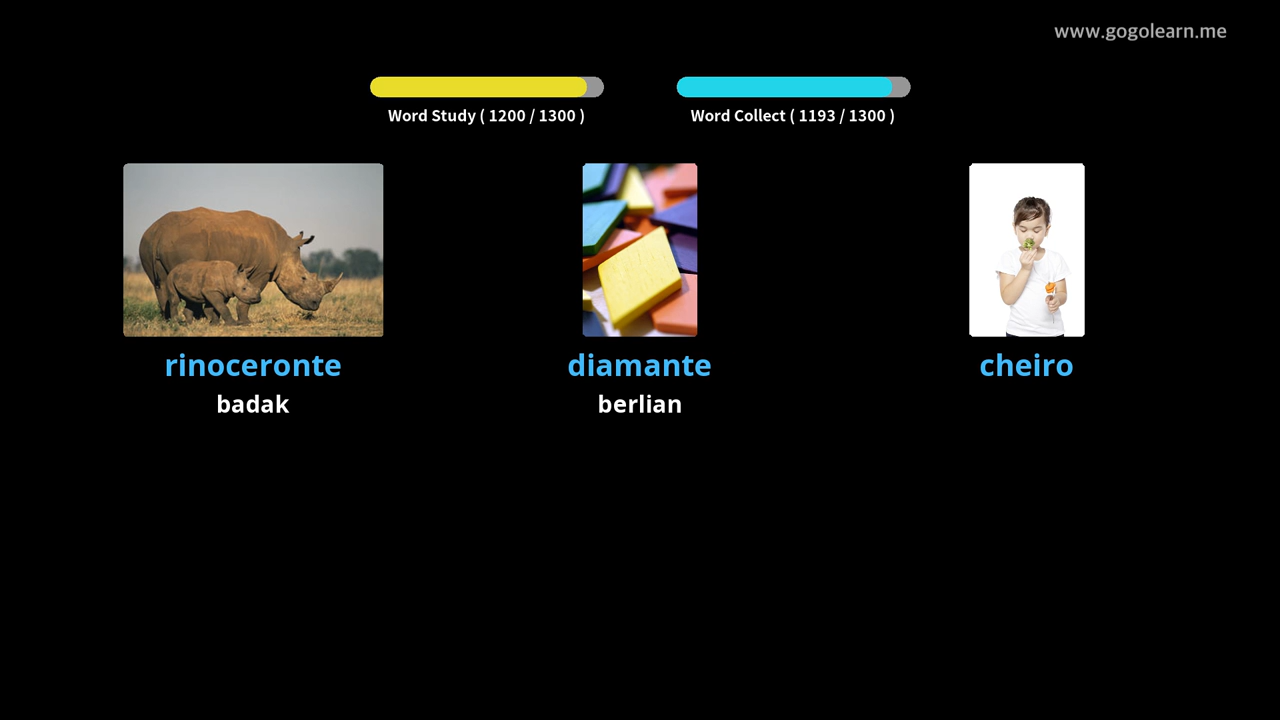 www.gogolearn.me
Word Study ( 1200 / 1300 )
Word Collect ( 1193 / 1300 )
rinoceronte
badak
diamante
berlian
cheiro